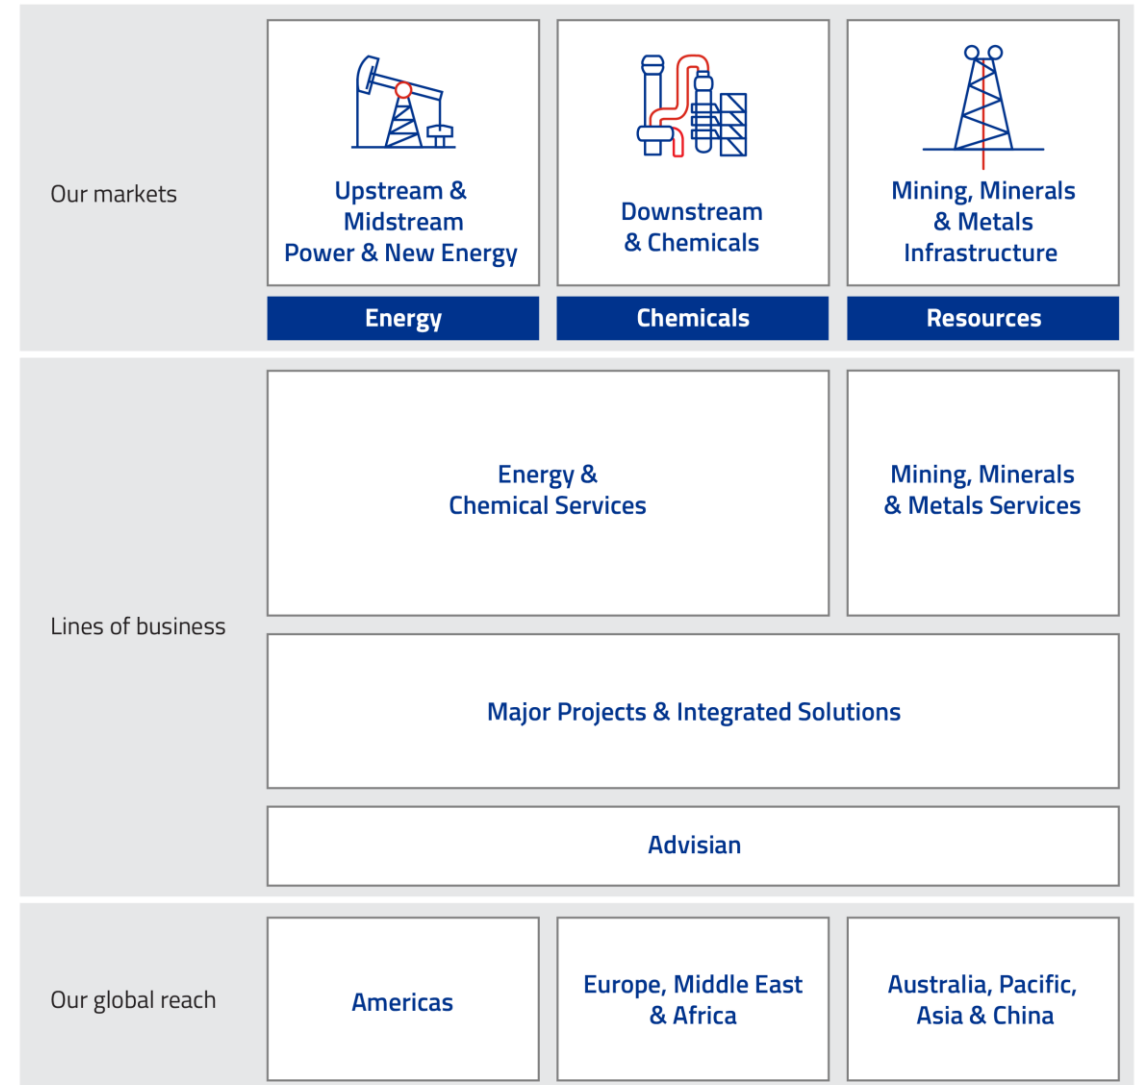 Our markets
Upstream &
Midstream
Power & New Energy
Energy
Downstream
& Chemicals
Chemicals
Mining, Minerals
& Metals
Infrastructure
Resources
Lines of business
Energy &
Chemical Services
Mining, Minerals
& Metals Services
Major Projects & Integrated Solutions
Advisian
Our global reach
Americas
Europe, Middle East
& Africa
Australia, Pacific,
Asia & China